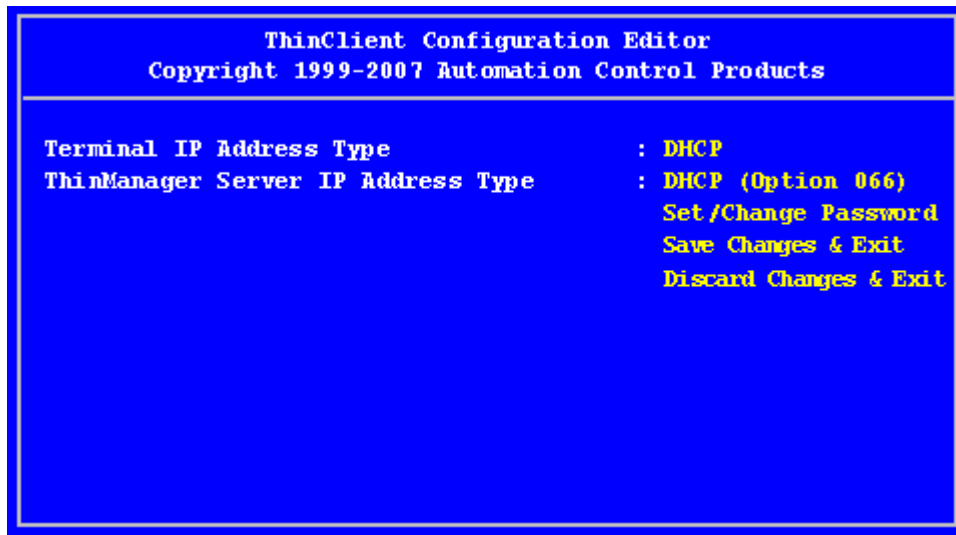 ThinClient Configuration Editor
Copyright 1999-2007 Automation Control Products
Terminal IP Address Type : DHCP
ThinManager Server IP Address Type : DHCP (Option 066)
Set/Change Password
Save Changes & Exit
Discard Changes & Exit